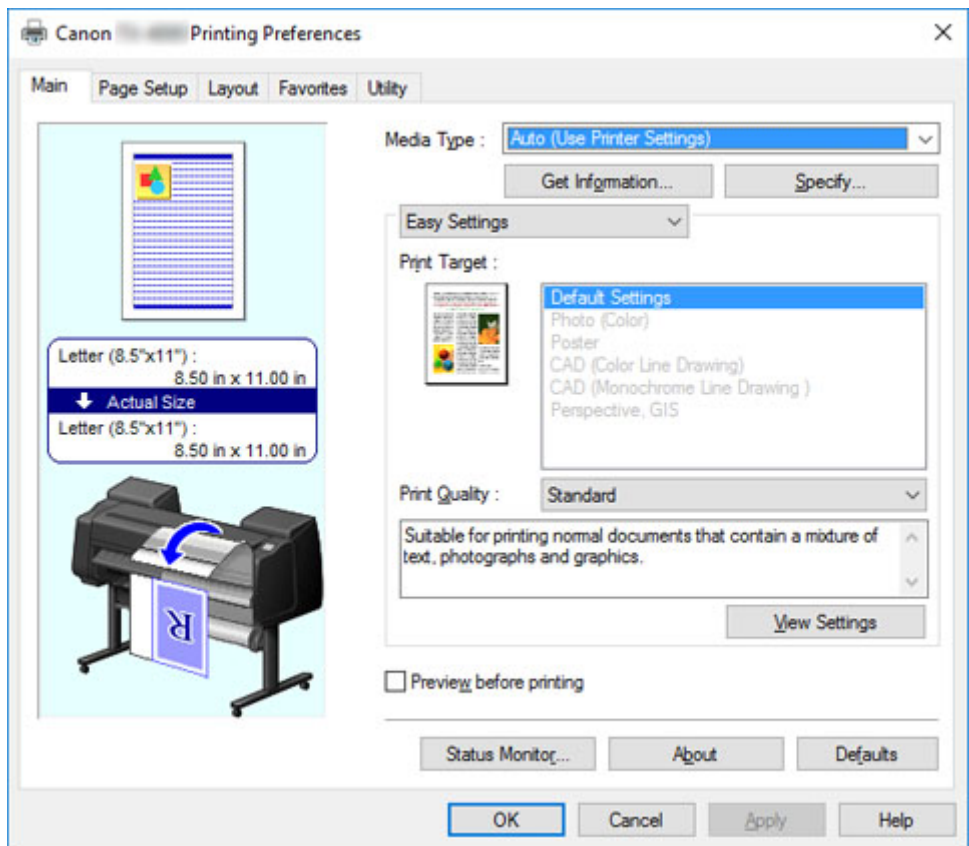 Canon Printing Preferences
Main Page Setup Layout Favorites Utility
Media Type : Auto (Use Printer Settings)
Get Information... Specify...
Easy Settings
Print Target :
Default Settings
Photo (Color)
Poster
CAD (Color Line Drawing)
CAD (Monochrome Line Drawing )
Perspective, GIS
Letter (8.5"x11") :
8.50 in x 11.00 in
Actual Size
Letter (8.5"x11") :
8.50 in x 11.00 in
R
Print Quality : Standard
Suitable for printing normal documents that contain a mixture of
text, photographs and graphics.
View Settings
Preview before printing
Status Monitor... About Defaults
OK Cancel Apply Help